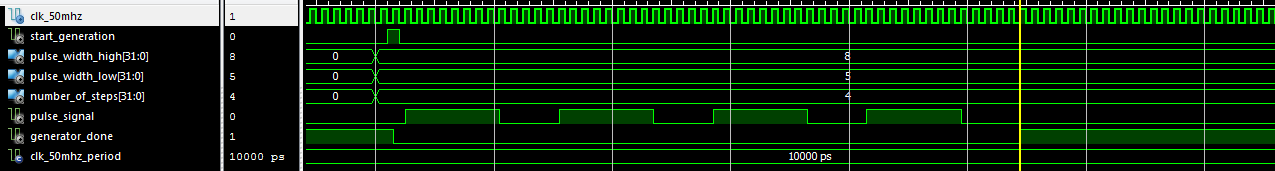 clk_50mhz 1
start_generation 0
pulse_width_high[31:0] 8 0 8
pulse_width_low[31:0] 5 0 5
number_of_steps[31:0] 4 0 4
pulse_signal 0
generator_done 1
clk_50mhz_period 10000 ps 10000 ps